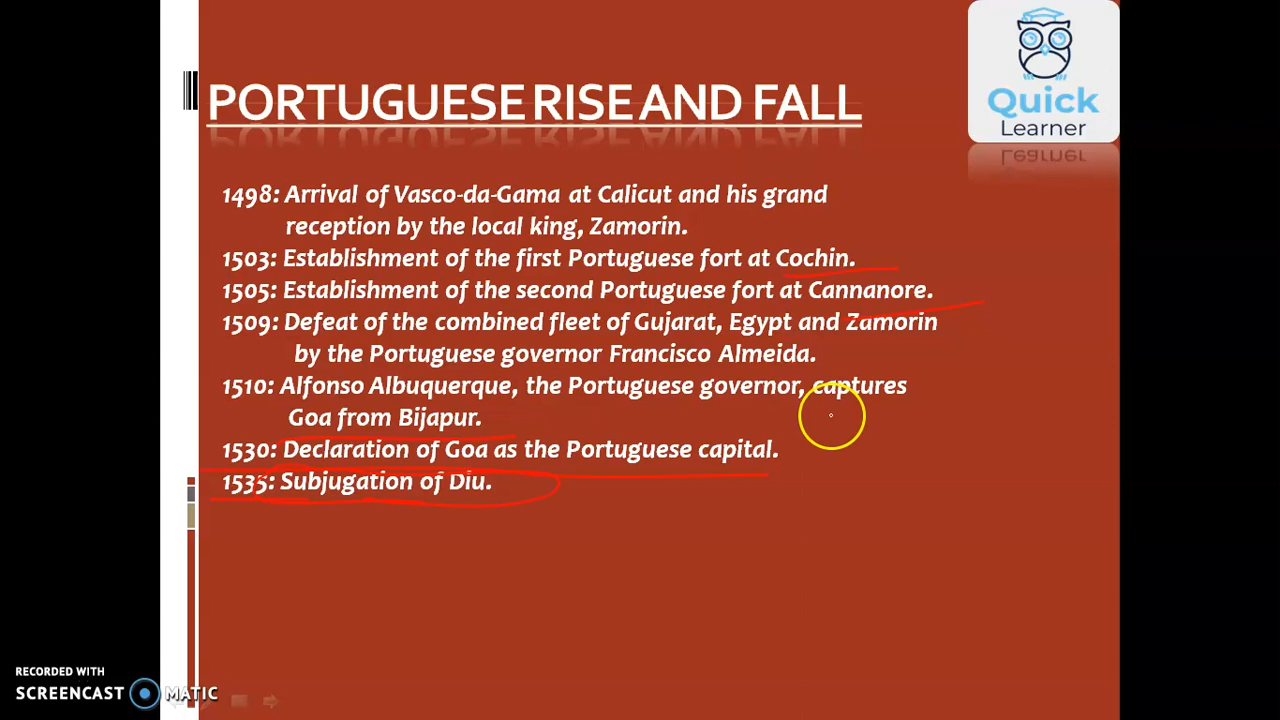 PORTUGUESE RISE AND FALL
Quick
Learner
1498: Arrival of Vasco-da-Gama at Calicut and his grand
reception by the local king, Zamorin.
1503: Establishment of the first Portuguese fort at Cochin.
1505: Establishment of the second Portuguese fort at Cannanore.
1509: Defeat of the combined fleet of Gujarat, Egypt and Zamorin
by the Portuguese governor Francisco Almeida.
1510: Alfonso Albuquerque, the Portuguese governor, captures
Goa from Bijapur.
1530: Declaration of Goa as the Portuguese capital.
1535: Subjugation of Diu.
RECORDED WITH
SCREENCAST MATIC